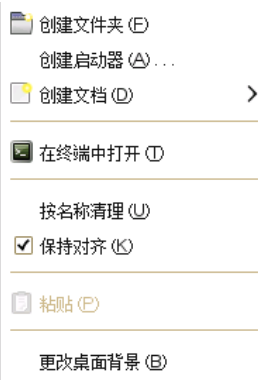 创建文件夹(F)
创建启动器(A)...
创建文档(D)
在终端中打开(T)
按名称清理(U)
保持对齐(K)
粘贴(P)
更改桌面背景(B)